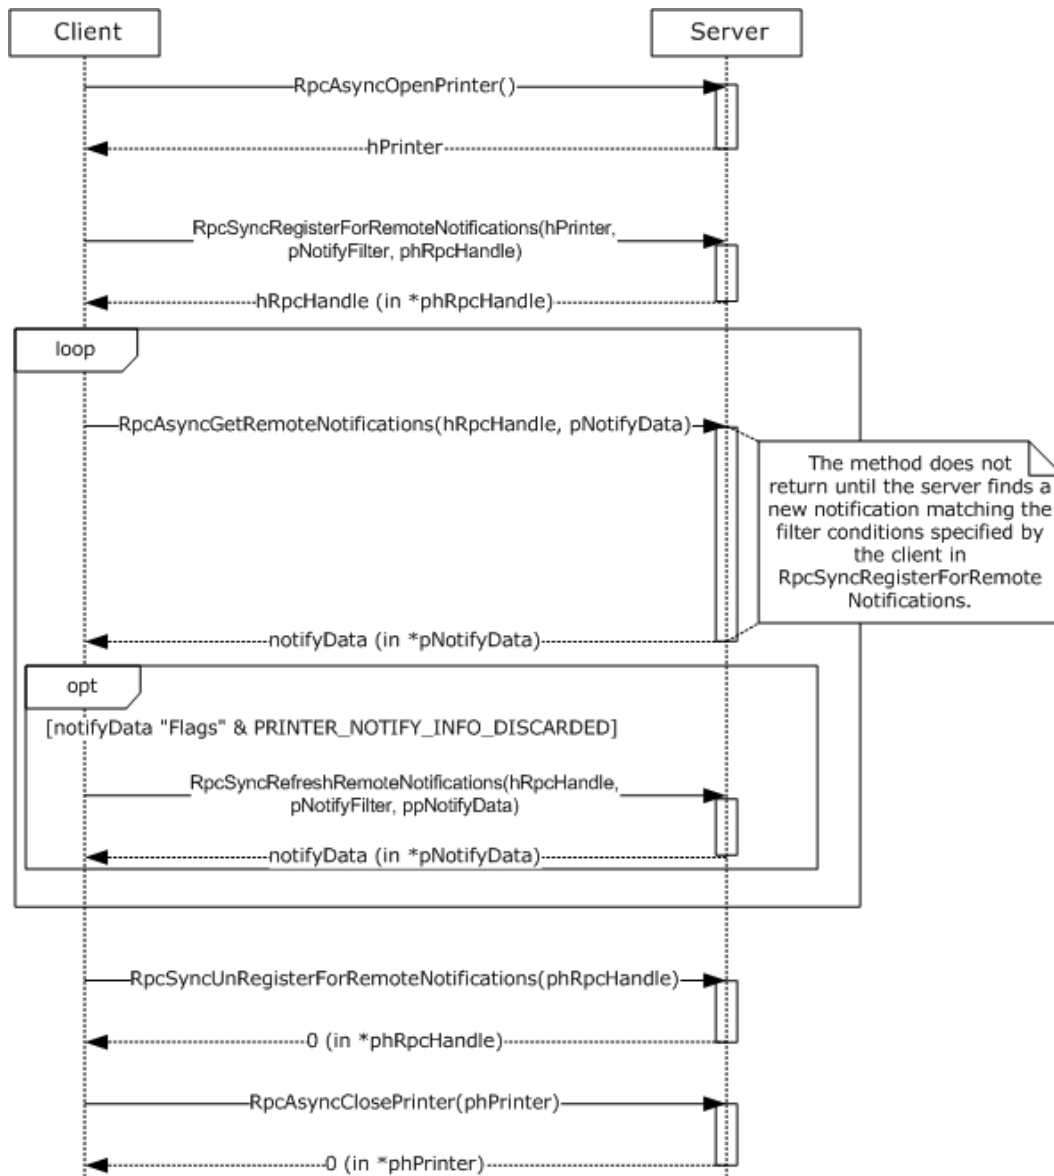 Client
Server
RpcAsyncOpenPrinter()
hPrinter
RpcSyncRegisterForRemoteNotifications(hPrinter,
pNotifyFilter, phRpcHandle)
hRpcHandle (in *phRpcHandle)
loop
RpcAsyncGetRemoteNotifications(hRpcHandle, pNotifyData)
The method does not
return until the server finds a
new notification matching the
filter conditions specified by
the client in
RpcSyncRegisterForRemote
Notifications.
notifyData (in *pNotifyData)
opt
[notifyData "Flags" & PRINTER_NOTIFY_INFO_DISCARDED]
RpcSyncRefreshRemoteNotifications(hRpcHandle,
pNotifyFilter, ppNotifyData)
notifyData (in *pNotifyData)
RpcSyncUnRegisterForRemoteNotifications(phRpcHandle)
0 (in *phRpcHandle)
RpcAsyncClosePrinter(phPrinter)
0 (in *phPrinter)